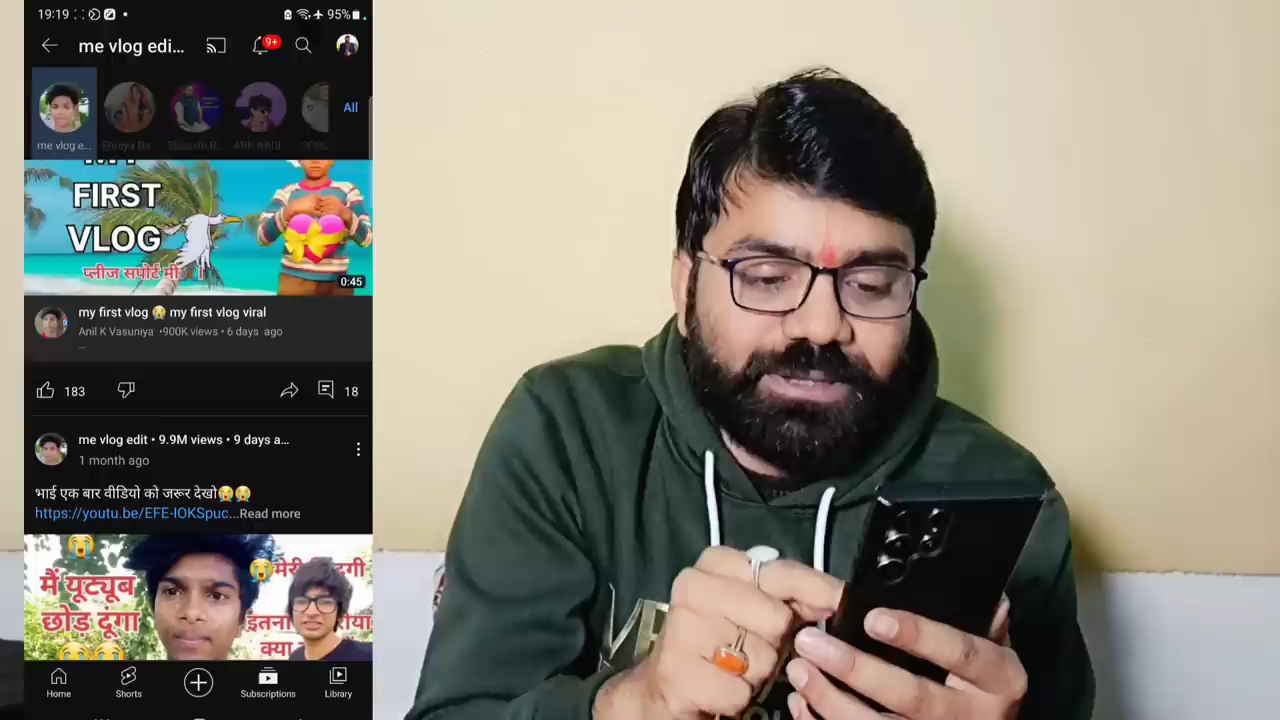 19:19
95%
me vlog edi...
9+
All
me vlog e...
FIRST
VLOG
प्लीज सपोर्ट मी
0:45
my first vlog 😭 my first vlog viral
Anil K Vasuniya •900K views • 6 days ago
...
183
18
me vlog edit • 9.9M views • 9 days a...
1 month ago
भाई एक बार वीडियो को जरूर देखो😭😭
https://youtu.be/EFE-IOKSpuc...Read more
मैं यूट्यूब
छोड़ दूंगा
इतना
क्या
Home
Shorts
Subscriptions
Library